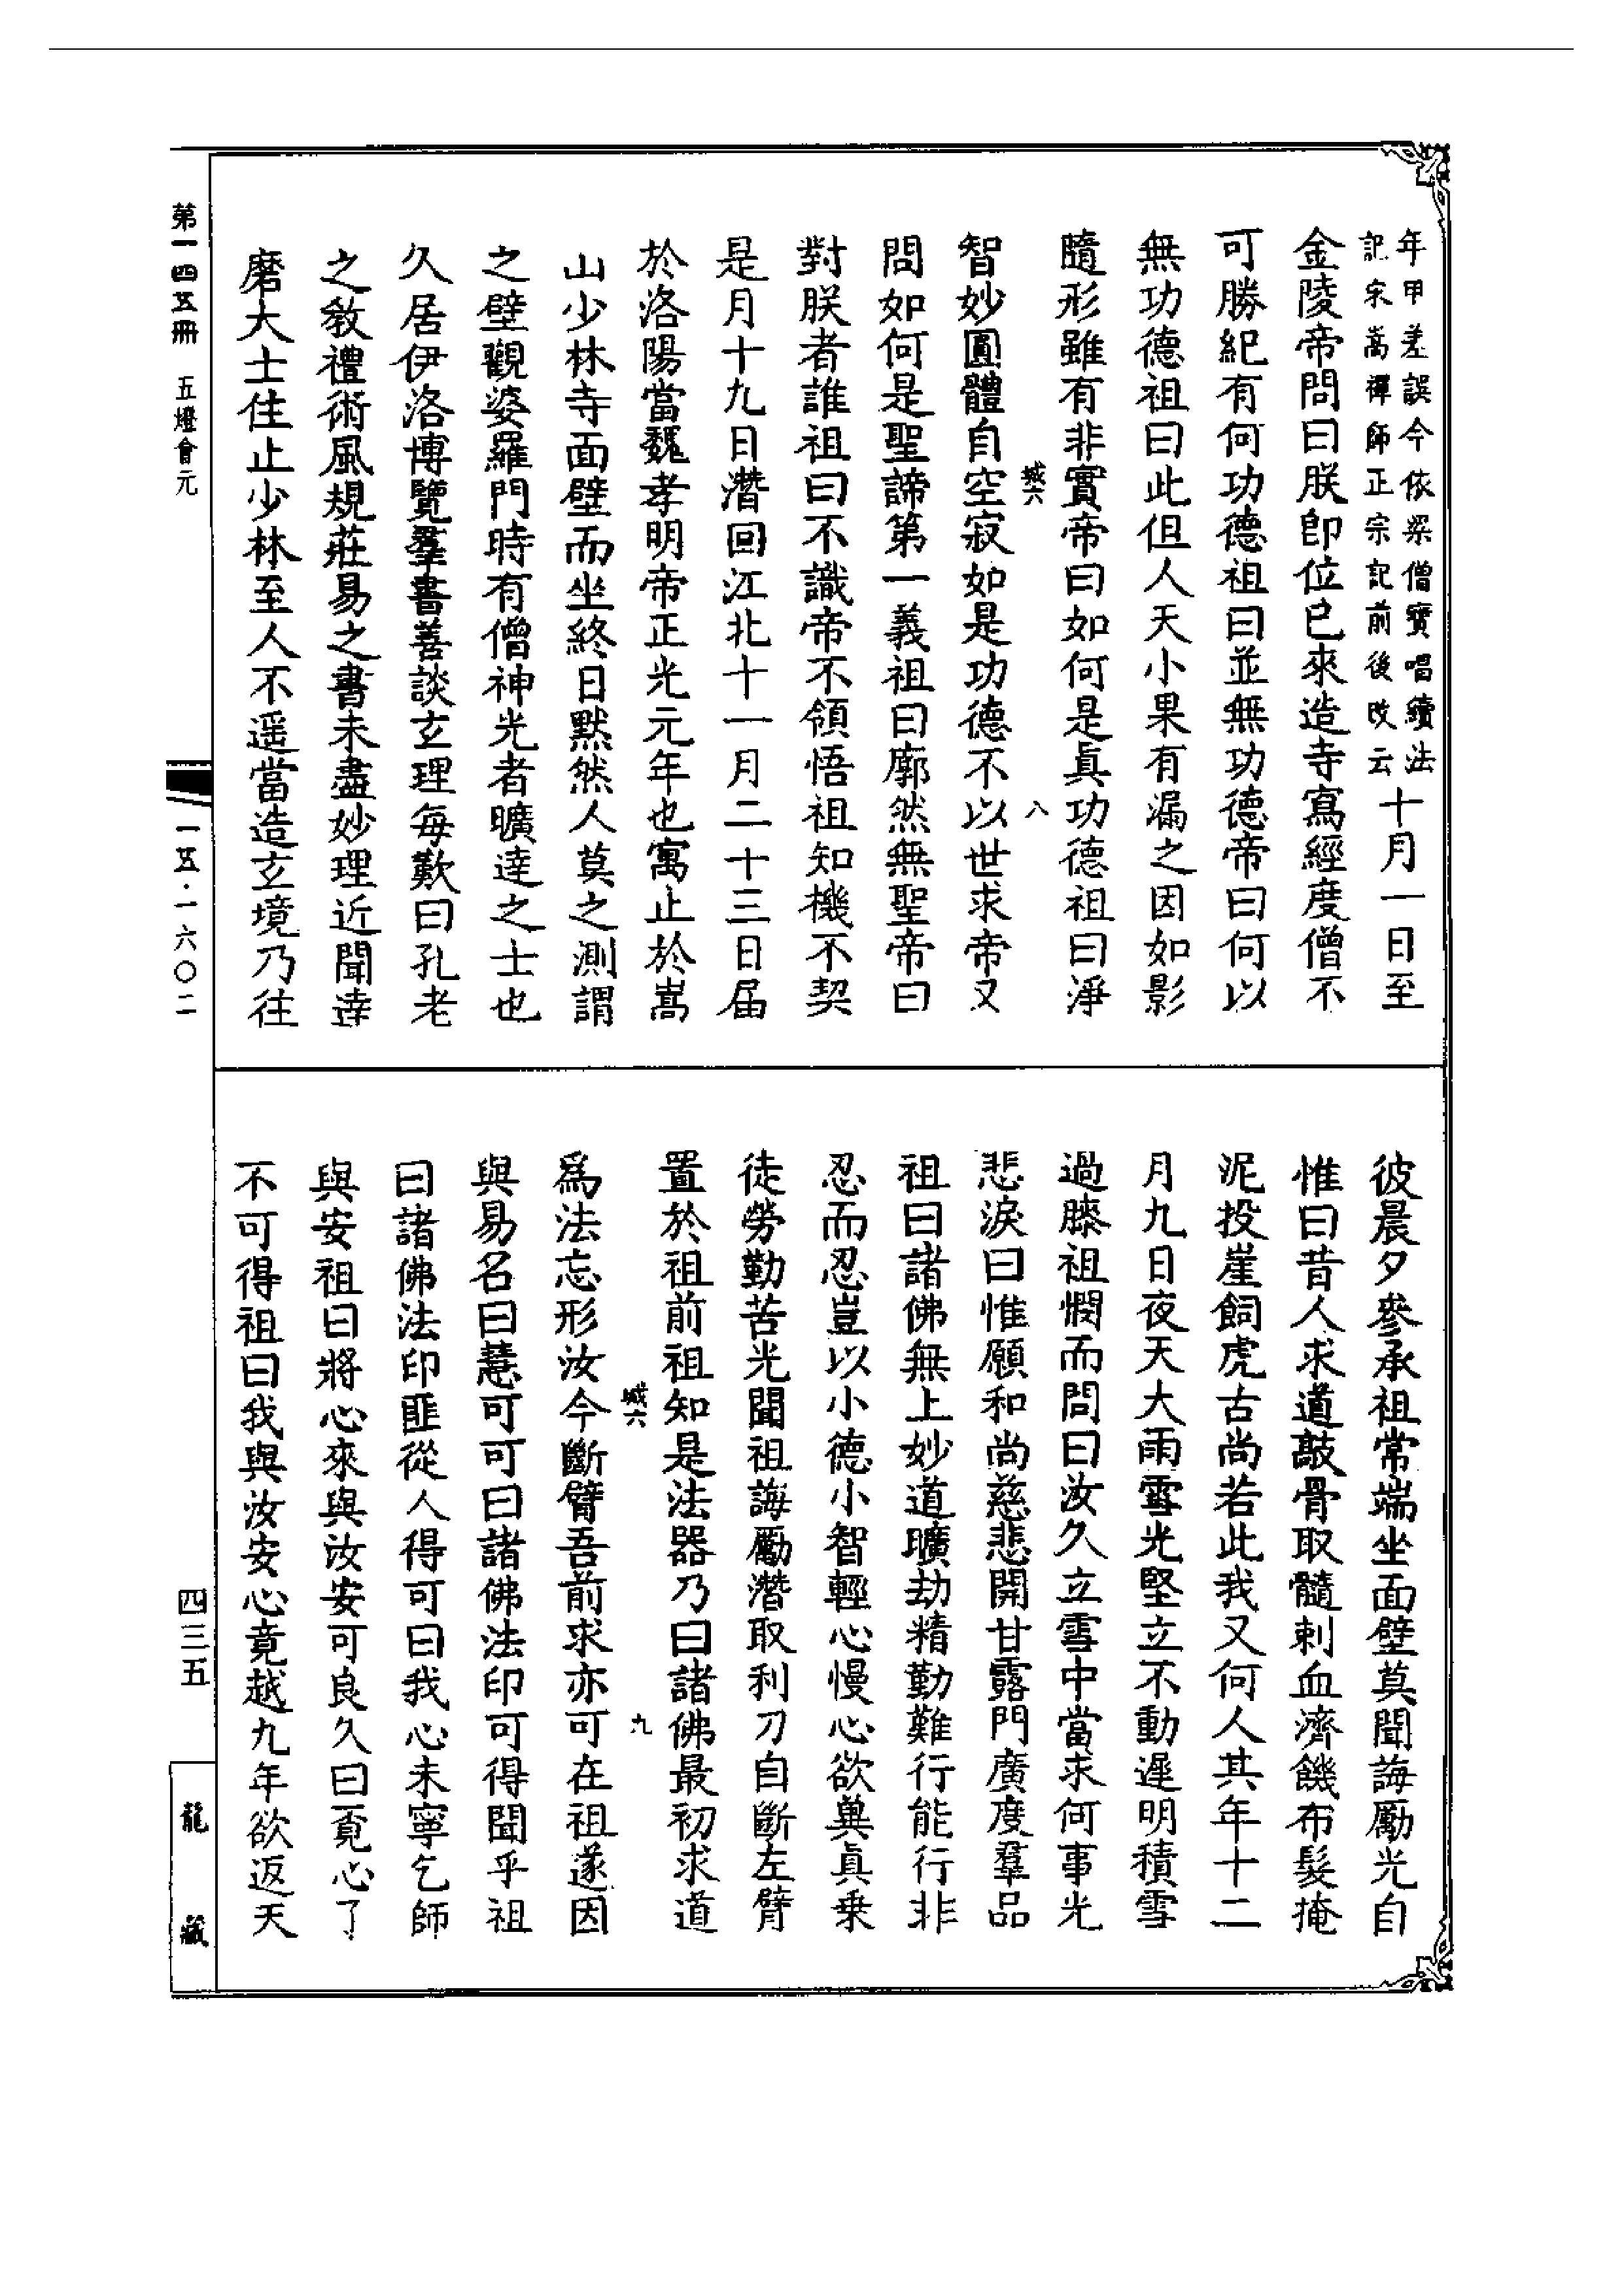 年甲差誤今依梁僧寶唱續法
記宋嵩禪師正宗記前後改云十月一日至
金陵帝問曰朕卽位已來造寺寫經度僧不
可勝紀有何功德祖曰並無功德帝曰何以
無功德祖曰此但人天小果有漏之因如影
隨形雖有非實帝曰如何是眞功德祖曰淨
城六 八
智妙圓體自空寂如是功德不以世求帝又
問如何是聖諦第一義祖曰廓然無聖帝曰
對朕者誰祖曰不識帝不領悟祖知機不契
是月十九日潛回江北十一月二十三日届
於洛陽當魏孝明帝正光元年也寓止於嵩
山少林寺面壁而坐終日默然人莫之測謂
之壁觀婆羅門時有僧神光者曠達之士也
久居伊洛博覽羣書善談玄理每歎曰孔老
之教禮術風規莊易之書未盡妙理近聞達
磨大士住止少林至人不遥當造玄境乃往
彼晨夕參承祖常端坐面壁莫聞誨勵光自
惟曰昔人求道敲骨取髓刺血濟饑布髮掩
泥投崖飼虎古尚若此我又何人其年十二
月九日夜天大雨雪光堅立不動遲明積雪
過膝祖憫而問曰汝久立雪中當求何事光
悲淚曰惟願和尚慈悲開甘露門廣度羣品
祖曰諸佛無上妙道曠劫精勤難行能行非
忍而忍豈以小德小智輕心慢心欲冀眞乗
徒勞勤苦光聞祖誨勵潛取利刀自斷左臂
置於祖前祖知是法器乃曰諸佛最初求道
城六 九
爲法忘形汝今斷臂吾前求亦可在祖遂因
與易名曰慧可可曰諸佛法印可得聞乎祖
曰諸佛法印匪從人得可曰我心未寧乞師
與安祖曰將心來與汝安可良久曰覓心了
不可得祖曰我與汝安心竟越九年欲返天
第一四五冊 五燈會元
一五·一六〇二
四三五
龍藏